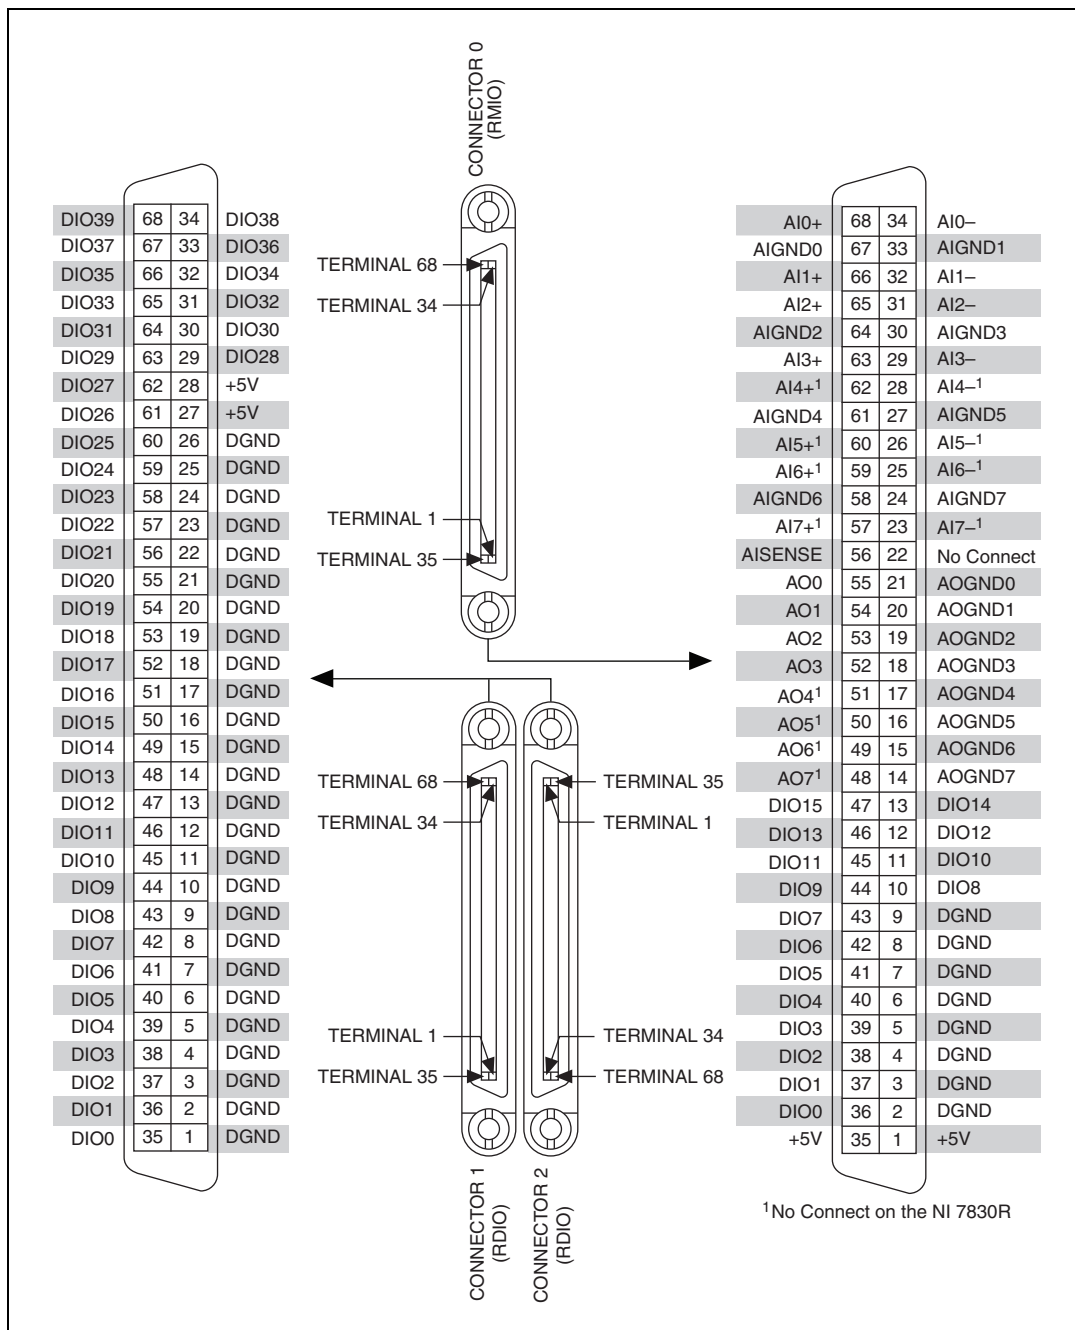 CONNECTOR 0
(RMIO)
TERMINAL 68
TERMINAL 34
TERMINAL 1
TERMINAL 35
DIO39 68 34 DIO38
DIO37 67 33 DIO36
DIO35 66 32 DIO34
DIO33 65 31 DIO32
DIO31 64 30 DIO30
DIO29 63 29 DIO28
DIO27 62 28 +5V
DIO26 61 27 +5V
DIO25 60 26 DGND
DIO24 59 25 DGND
DIO23 58 24 DGND
DIO22 57 23 DGND
DIO21 56 22 DGND
DIO20 55 21 DGND
DIO19 54 20 DGND
DIO18 53 19 DGND
DIO17 52 18 DGND
DIO16 51 17 DGND
DIO15 50 16 DGND
DIO14 49 15 DGND
DIO13 48 14 DGND
DIO12 47 13 DGND
DIO11 46 12 DGND
DIO10 45 11 DGND
DIO9 44 10 DGND
DIO8 43 9 DGND
DIO7 42 8 DGND
DIO6 41 7 DGND
DIO5 40 6 DGND
DIO4 39 5 DGND
DIO3 38 4 DGND
DIO2 37 3 DGND
DIO1 36 2 DGND
DIO0 35 1 DGND
TERMINAL 68
TERMINAL 34
TERMINAL 1
TERMINAL 35
TERMINAL 35
TERMINAL 1
TERMINAL 34
TERMINAL 68
CONNECTOR 1
(RDIO)
CONNECTOR 2
(RDIO)
AI0+ 68 34 AI0–
AIGND0 67 33 AIGND1
AI1+ 66 32 AI1–
AI2+ 65 31 AI2–
AIGND2 64 30 AIGND3
AI3+ 63 29 AI3–
AI4+¹ 62 28 AI4–¹
AIGND4 61 27 AIGND5
AI5+¹ 60 26 AI5–¹
AI6+¹ 59 25 AI6–¹
AIGND6 58 24 AIGND7
AI7+¹ 57 23 AI7–¹
AISENSE 56 22 No Connect
AO0 55 21 AOGND0
AO1 54 20 AOGND1
AO2 53 19 AOGND2
AO3 52 18 AOGND3
AO4¹ 51 17 AOGND4
AO5¹ 50 16 AOGND5
AO6¹ 49 15 AOGND6
AO7¹ 48 14 AOGND7
DIO15 47 13 DIO14
DIO13 46 12 DIO12
DIO11 45 11 DIO10
DIO9 44 10 DIO8
DIO7 43 9 DGND
DIO6 42 8 DGND
DIO5 41 7 DGND
DIO4 40 6 DGND
DIO3 39 5 DGND
DIO2 38 4 DGND
DIO1 37 3 DGND
DIO0 36 2 DGND
+5V 35 1 +5V
¹No Connect on the NI 7830R